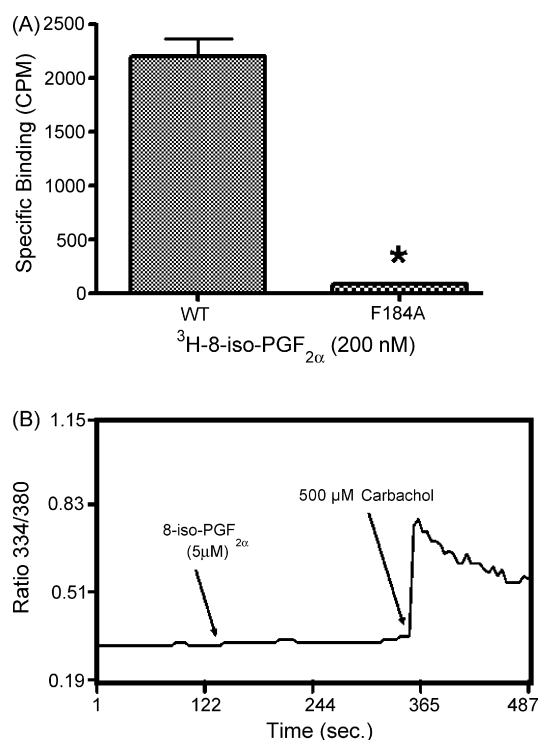 (A)
Specific Binding (CPM)
2500
2000
1500
1000
500
0
*
WT F184A
³H-8-iso-PGF₂α (200 nM)
(B)
Ratio 334/380
1.15
0.83
0.51
0.19
8-iso-PGF 2α
(5µM)
500 µM Carbachol
1 122 244 365 487
Time (sec.)